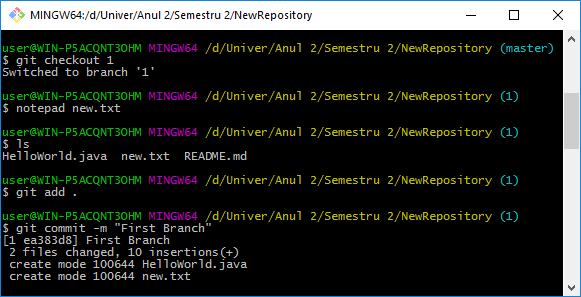 MINGW64:/d/Univer/Anul 2/Semestru 2/NewRepository
user@WIN-P5ACQNT3OHM MINGW64 /d/Univer/Anul 2/Semestru 2/NewRepository (master)
$ git checkout 1
Switched to branch '1'
user@WIN-P5ACQNT3OHM MINGW64 /d/Univer/Anul 2/Semestru 2/NewRepository (1)
$ notepad new.txt
user@WIN-P5ACQNT3OHM MINGW64 /d/Univer/Anul 2/Semestru 2/NewRepository (1)
$ ls
HelloWorld.java  new.txt  README.md
user@WIN-P5ACQNT3OHM MINGW64 /d/Univer/Anul 2/Semestru 2/NewRepository (1)
$ git add .
user@WIN-P5ACQNT3OHM MINGW64 /d/Univer/Anul 2/Semestru 2/NewRepository (1)
$ git commit -m "First Branch"
[1 ea383d8] First Branch
 2 files changed, 10 insertions(+)
 create mode 100644 HelloWorld.java
 create mode 100644 new.txt